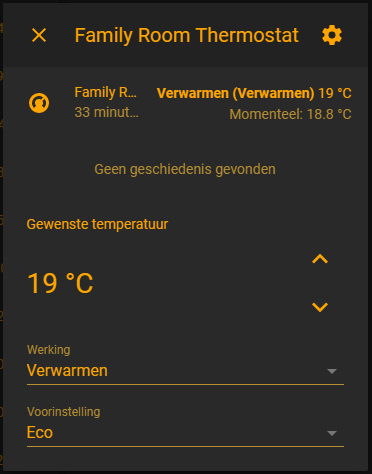 Family Room Thermostat
Family R...
Verwarmen (Verwarmen) 19 °C
33 minut...
Momenteel: 18.8 °C
Geen geschiedenis gevonden
Gewenste temperatuur
19 °C
Werking
Verwarmen
Voorinstelling
Eco